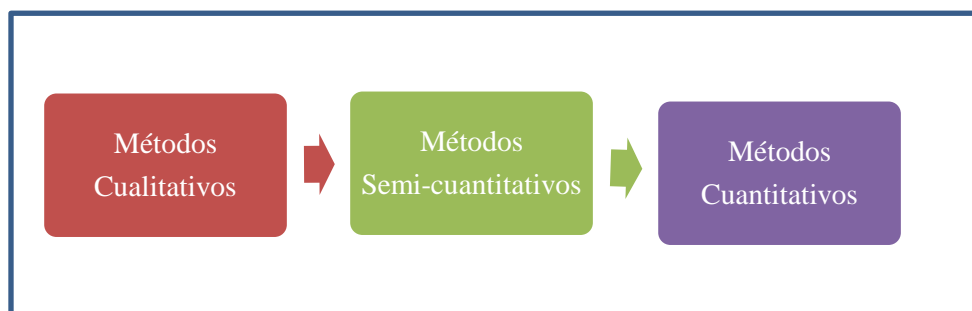 Métodos
Cualitativos
Métodos
Semi-cuantitativos
Métodos
Cuantitativos